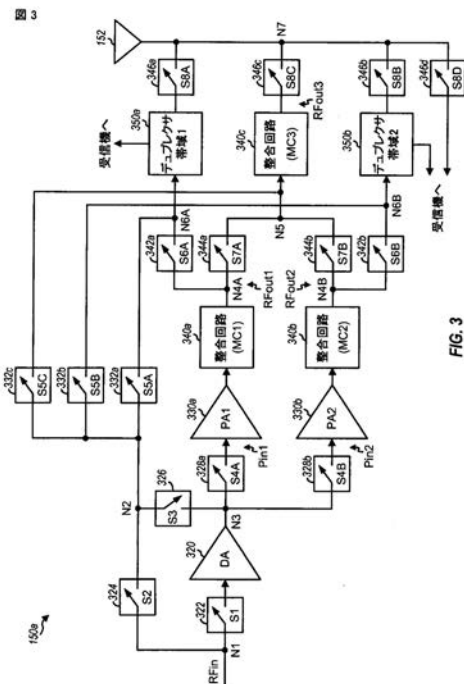 図 3
150a
RFin
N1
322
S1
324
S2
320
DA
N2
326
S3
N3
332c
S5C
332b
S5B
332a
S5A
328a
S4A
Pin1
328b
S4B
Pin2
330a
PA1
330b
PA2
340a
整合回路
(MC1)
340b
整合回路
(MC2)
N4A
RFout1
N4B
RFout2
342a
S6A
344a
S7A
344b
S7B
342b
S6B
N6A
N5
N6B
受信機へ
350a
デュプレクサ
帯域1
340c
整合回路
(MC3)
RFout3
350b
デュプレクサ
帯域2
受信機へ
346a
S8A
346c
S8C
346b
S8B
346d
S8D
N7
152
FIG. 3